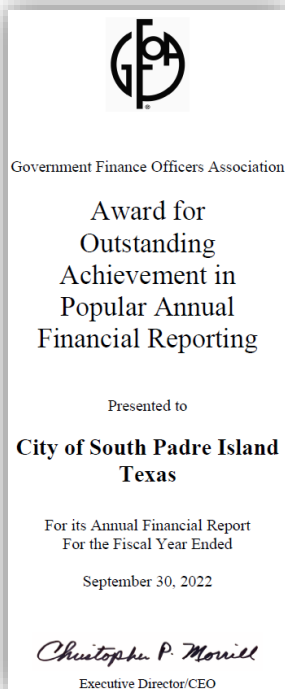 GFOA
®
Government Finance Officers Association
Award for
Outstanding
Achievement in
Popular Annual
Financial Reporting
Presented to
City of South Padre Island
Texas
For its Annual Financial Report
For the Fiscal Year Ended
September 30, 2022
Christopher P. Morrill
Executive Director/CEO